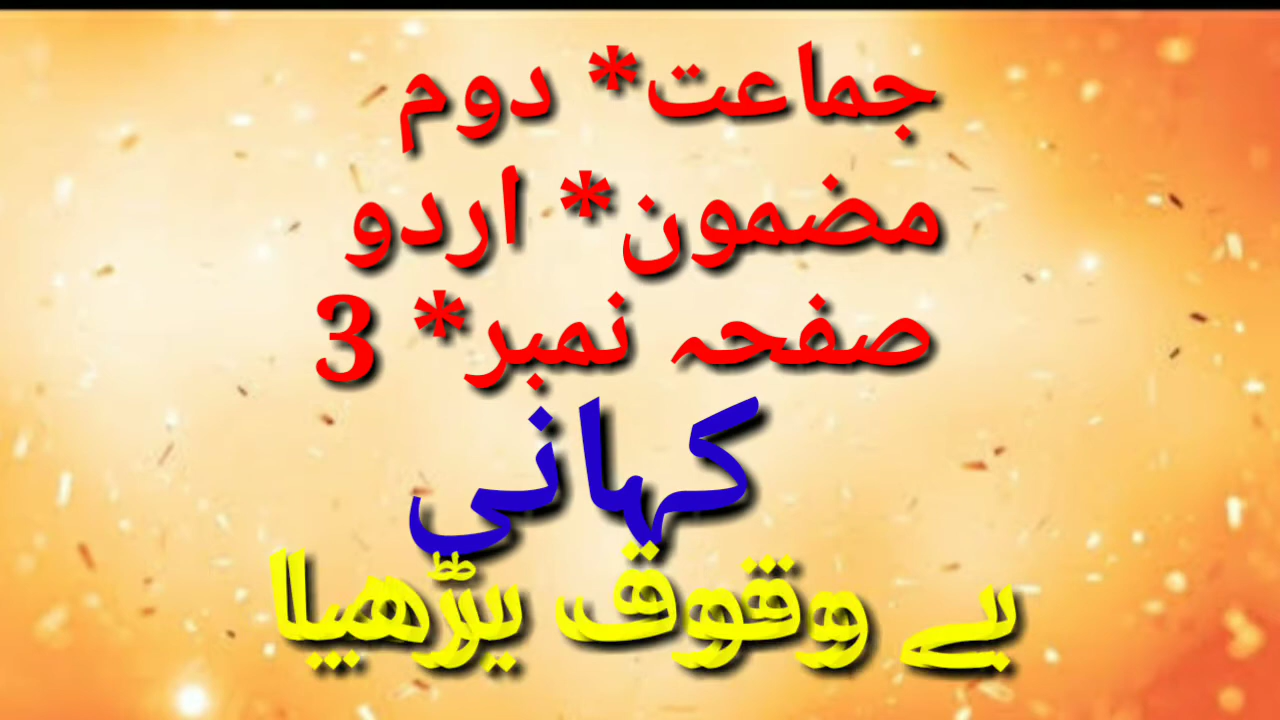 جماعت* دوم
مضمون* اردو
صفحہ نمبر* 3
کہانی
بے وقوف بڑھیا